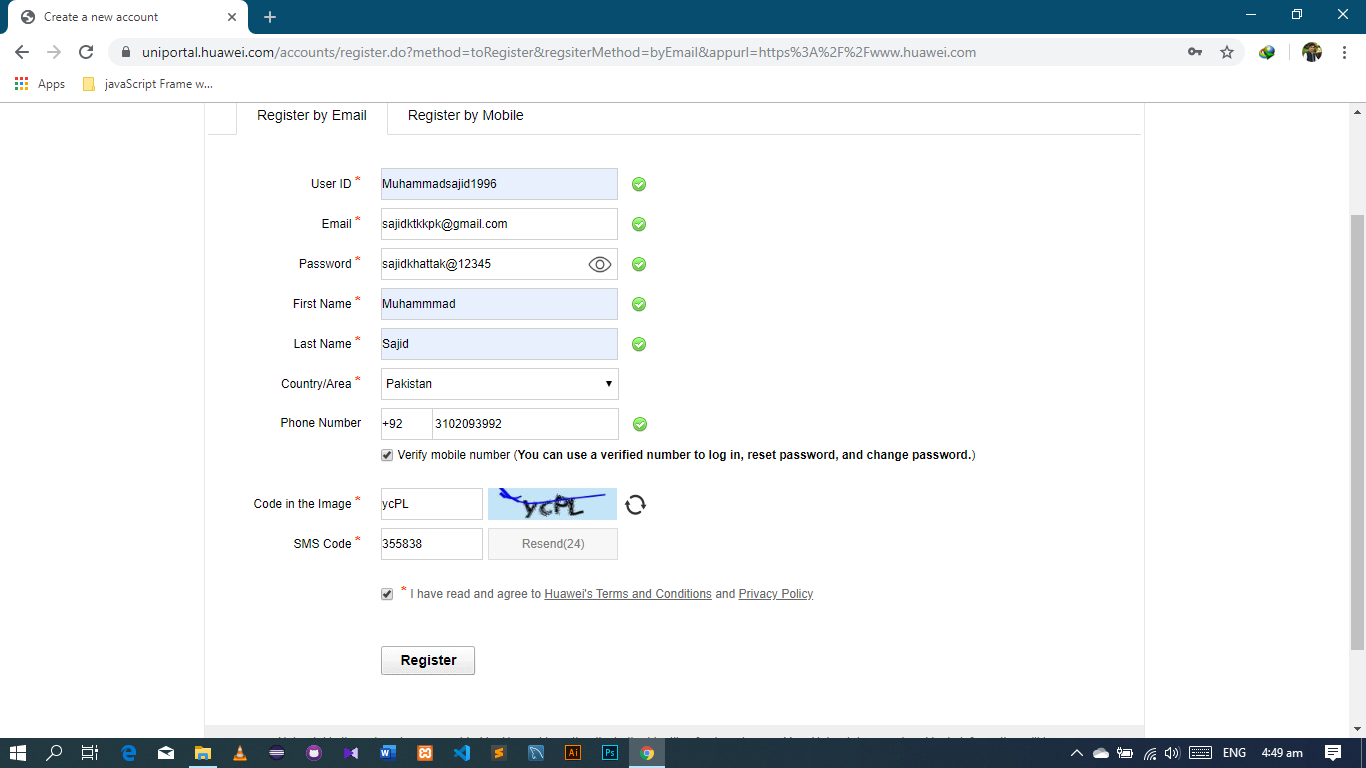 Create a new account
uniportal.huawei.com/accounts/register.do?method=toRegister&regsiterMethod=byEmail&appurl=https%3A%2F%2Fwww.huawei.com
Apps javaScript Frame w...
Register by Email Register by Mobile
User ID * Muhammadsajid1996
Email * sajidktkkpk@gmail.com
Password * sajidkhattak@12345
First Name * Muhammmad
Last Name * Sajid
Country/Area * Pakistan
Phone Number +92 3102093992
Verify mobile number (You can use a verified number to log in, reset password, and change password.)
Code in the Image * ycPL ycPL
SMS Code * 355838 Resend(24)
* I have read and agree to Huawei's Terms and Conditions and Privacy Policy
Register
ENG 4:49 am